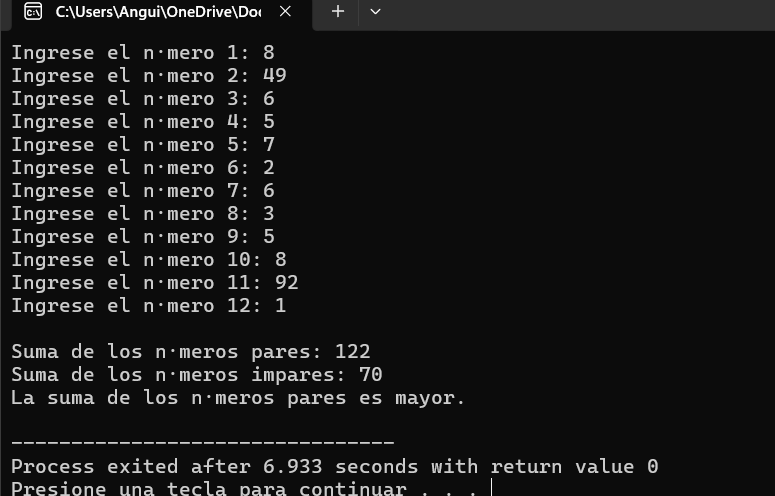 C:\Users\Angui\OneDrive\Doc
Ingrese el n·mero 1: 8
Ingrese el n·mero 2: 49
Ingrese el n·mero 3: 6
Ingrese el n·mero 4: 5
Ingrese el n·mero 5: 7
Ingrese el n·mero 6: 2
Ingrese el n·mero 7: 6
Ingrese el n·mero 8: 3
Ingrese el n·mero 9: 5
Ingrese el n·mero 10: 8
Ingrese el n·mero 11: 92
Ingrese el n·mero 12: 1
Suma de los n·meros pares: 122
Suma de los n·meros impares: 70
La suma de los n·meros pares es mayor.
--------------------------------
Process exited after 6.933 seconds with return value 0
Presione una tecla para continuar . . .